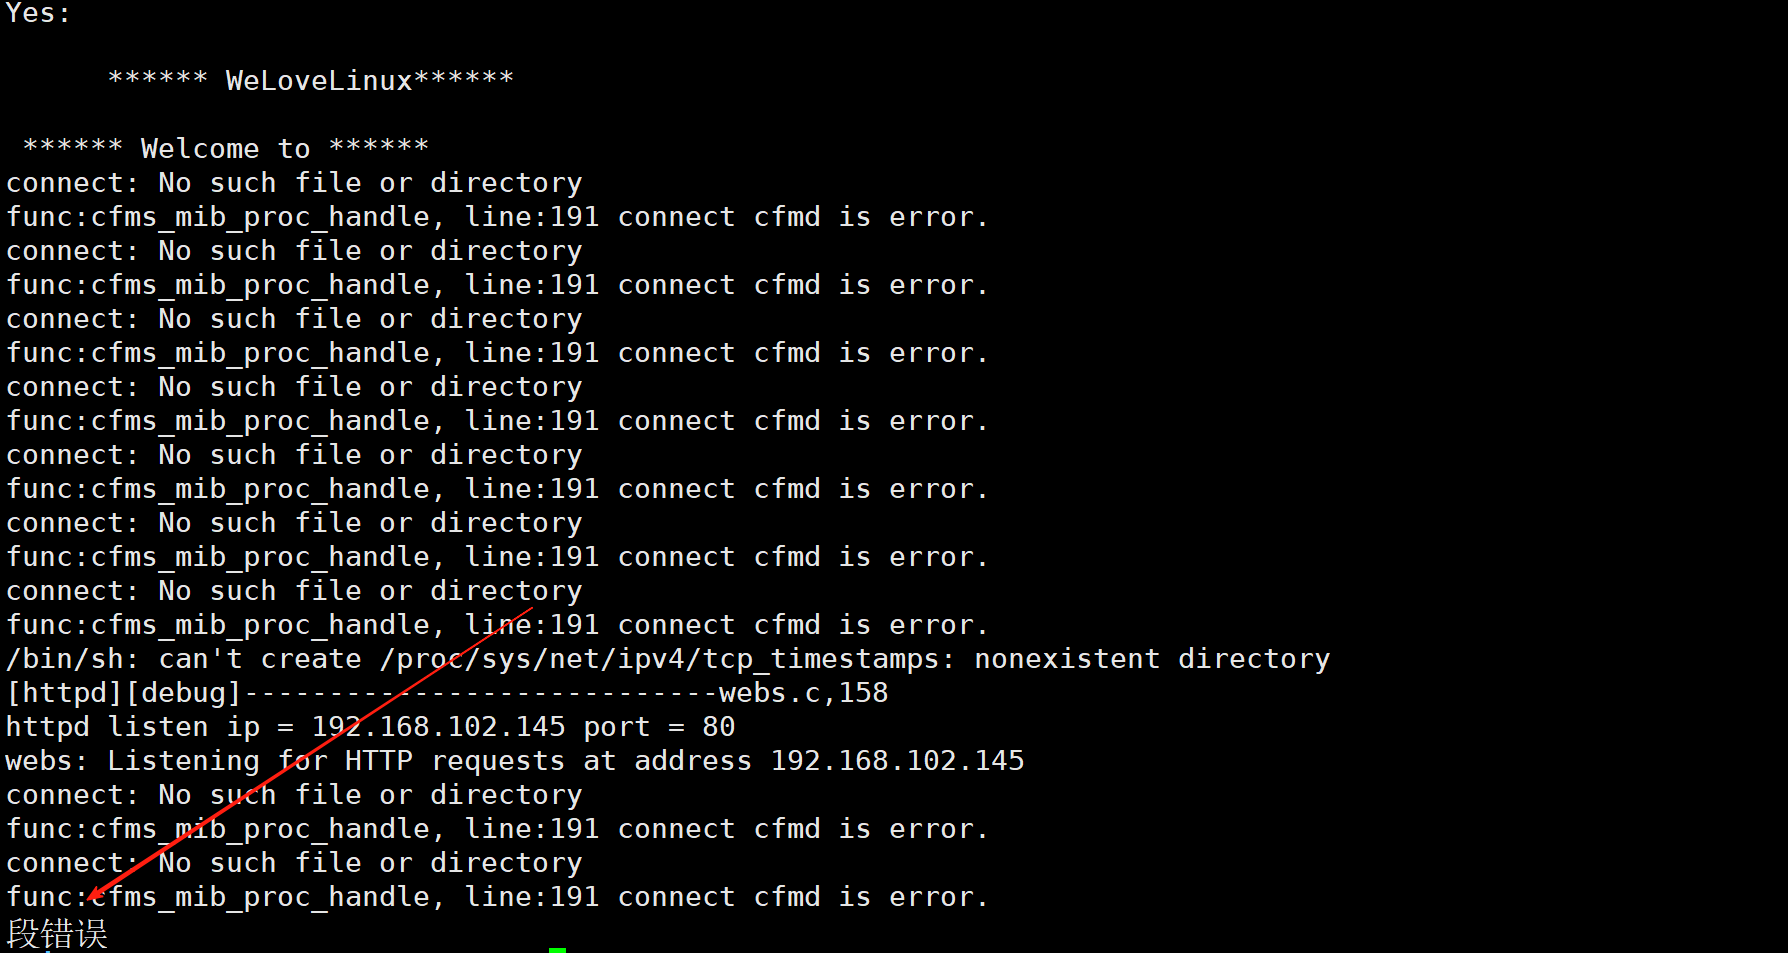 Yes:
****** WeLoveLinux******
****** Welcome to ******
connect: No such file or directory
func:cfms_mib_proc_handle, line:191 connect cfmd is error.
connect: No such file or directory
func:cfms_mib_proc_handle, line:191 connect cfmd is error.
connect: No such file or directory
func:cfms_mib_proc_handle, line:191 connect cfmd is error.
connect: No such file or directory
func:cfms_mib_proc_handle, line:191 connect cfmd is error.
connect: No such file or directory
func:cfms_mib_proc_handle, line:191 connect cfmd is error.
connect: No such file or directory
func:cfms_mib_proc_handle, line:191 connect cfmd is error.
connect: No such file or directory
func:cfms_mib_proc_handle, line:191 connect cfmd is error.
/bin/sh: can't create /proc/sys/net/ipv4/tcp_timestamps: nonexistent directory
[httpd][debug]----------------------------webs.c,158
httpd listen ip = 192.168.102.145 port = 80
webs: Listening for HTTP requests at address 192.168.102.145
connect: No such file or directory
func:cfms_mib_proc_handle, line:191 connect cfmd is error.
connect: No such file or directory
func:cfms_mib_proc_handle, line:191 connect cfmd is error.
段错误